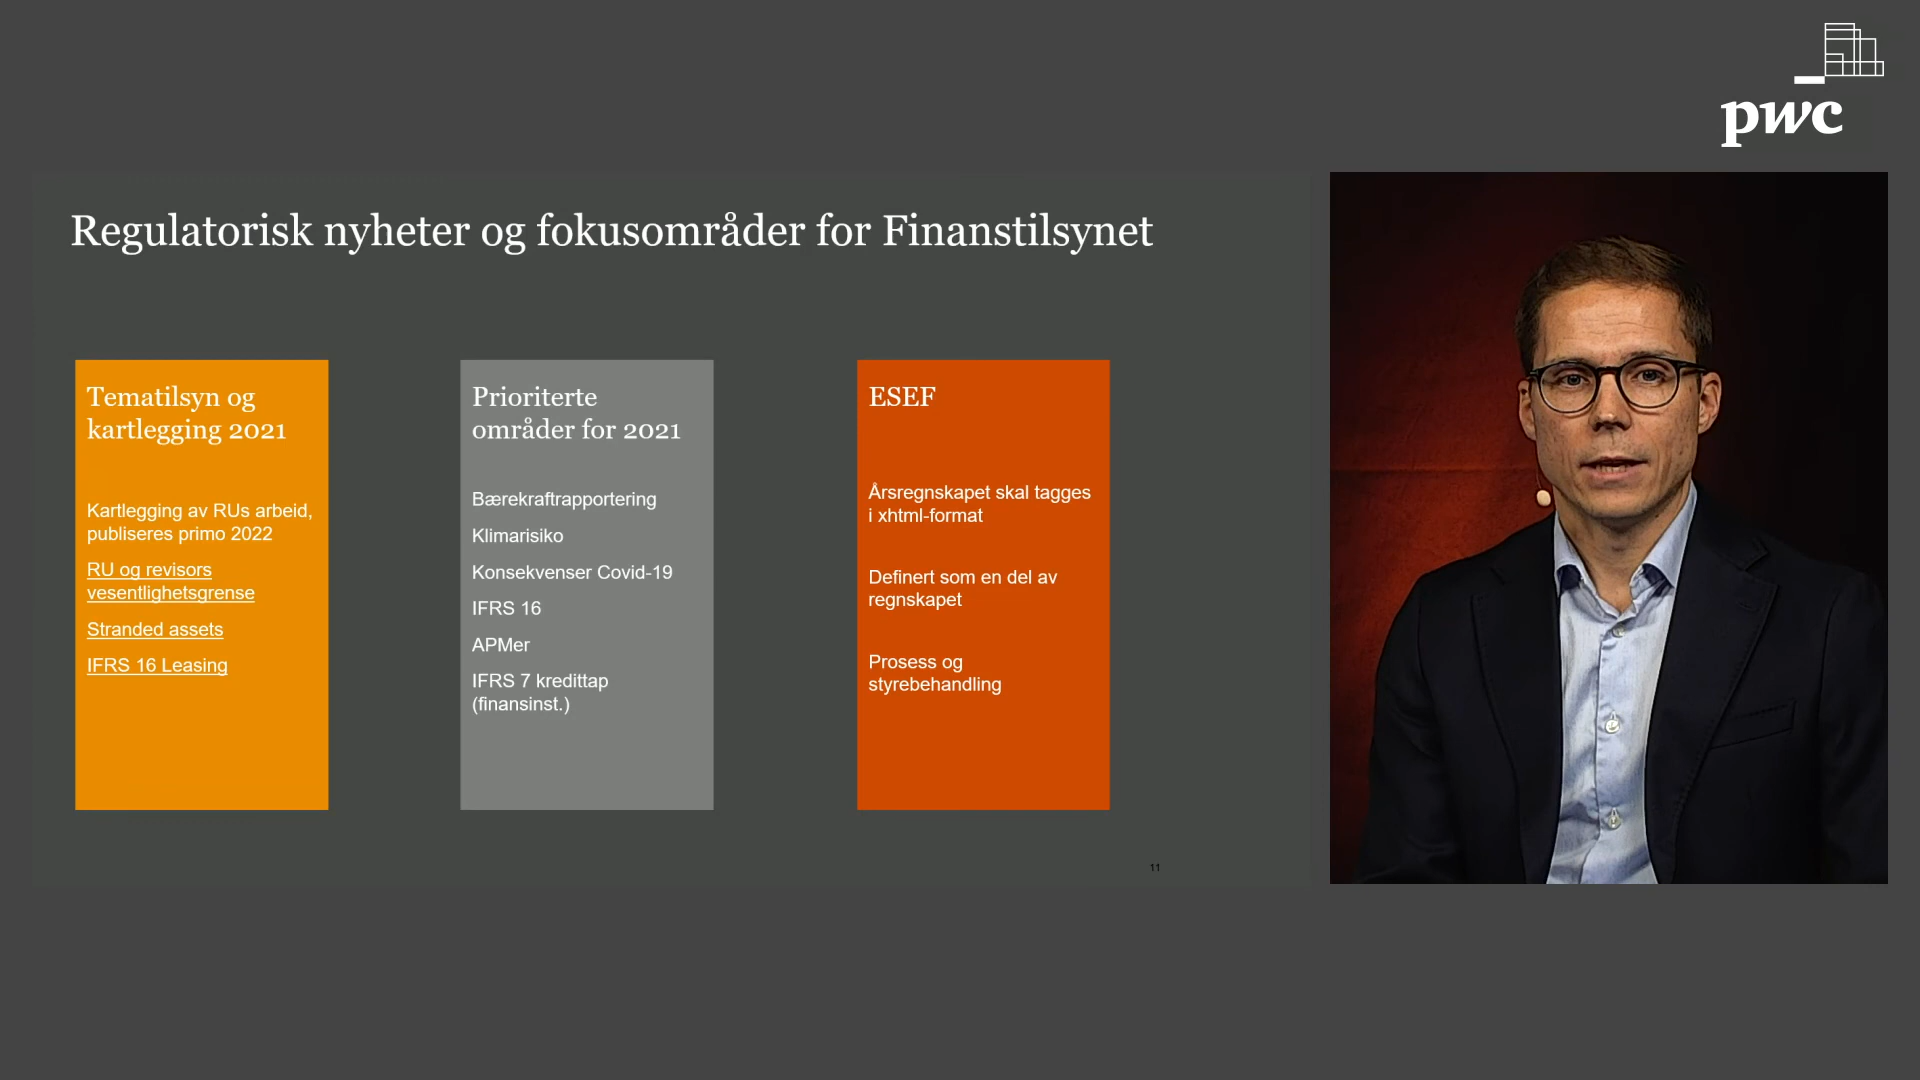 pwc
Regulatorisk nyheter og fokusområder for Finanstilsynet
Tematilsyn og
kartlegging 2021
Kartlegging av RUs arbeid,
publiseres primo 2022
RU og revisors
vesentlighetsgrense
Stranded assets
IFRS 16 Leasing
Prioriterte
områder for 2021
Bærekraftrapportering
Klimarisiko
Konsekvenser Covid-19
IFRS 16
APMer
IFRS 7 kredittap
(finansinst.)
ESEF
Årsregnskapet skal tagges
i xhtml-format
Definert som en del av
regnskapet
Prosess og
styrebehandling
11